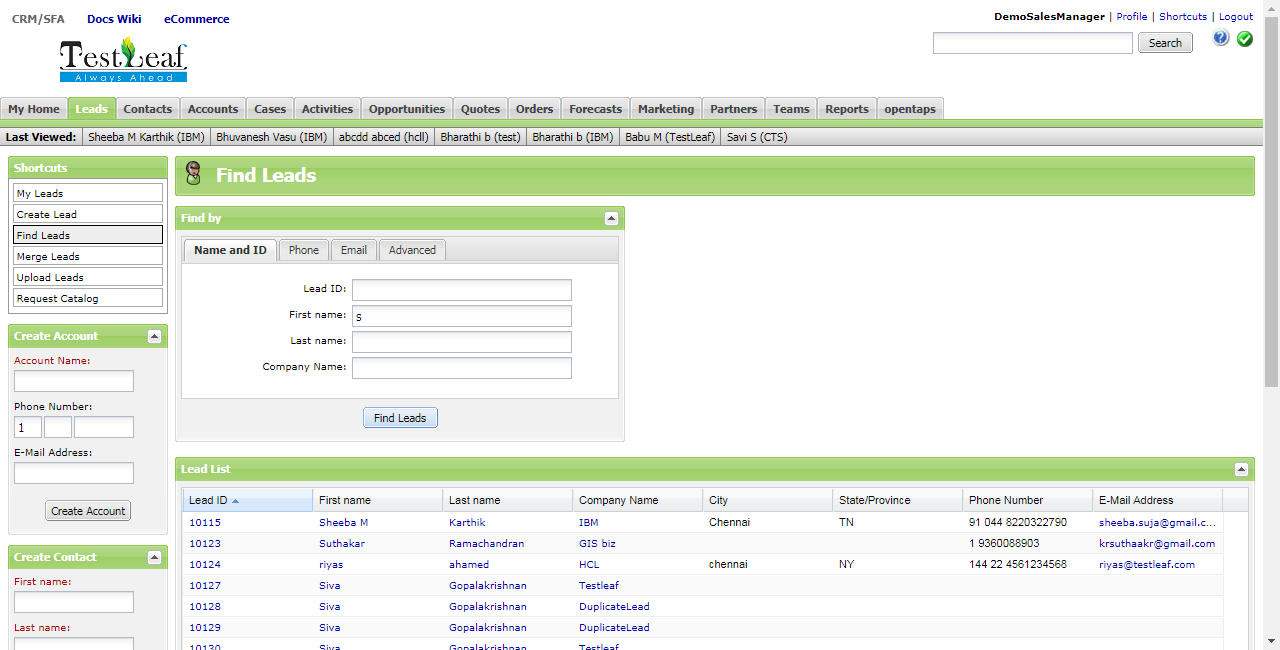 CRM/SFA Docs Wiki eCommerce
DemoSalesManager | Profile | Shortcuts | Logout
TestLeaf
Always Ahead
Search
?
My Home Leads Contacts Accounts Cases Activities Opportunities Quotes Orders Forecasts Marketing Partners Teams Reports opentaps
Last Viewed: Sheeba M Karthik (IBM) Bhuvanesh Vasu (IBM) abcdd abced (hcll) Bharathi b (test) Bharathi b (IBM) Babu M (TestLeaf) Savi S (CTS)
Shortcuts
My Leads
Create Lead
Find Leads
Merge Leads
Upload Leads
Request Catalog
Create Account
Account Name:
Phone Number:
1
E-Mail Address:
Create Account
Create Contact
First name:
Last name:
Find Leads
Find by
Name and ID Phone Email Advanced
Lead ID:
First name: s
Last name:
Company Name:
Find Leads
Lead List
Lead ID First name Last name Company Name City State/Province Phone Number E-Mail Address
10115 Sheeba M Karthik IBM Chennai TN 91 044 8220322790 sheeba.suja@gmail.c...
10123 Suthakar Ramachandran GIS biz 1 9360088903 krsuthaakr@gmail.com
10124 riyas ahamed HCL chennai NY 144 22 4561234568 riyas@testleaf.com
10127 Siva Gopalakrishnan Testleaf
10128 Siva Gopalakrishnan DuplicateLead
10129 Siva Gopalakrishnan DuplicateLead
10130 Siva Gopalakrishnan Testleaf